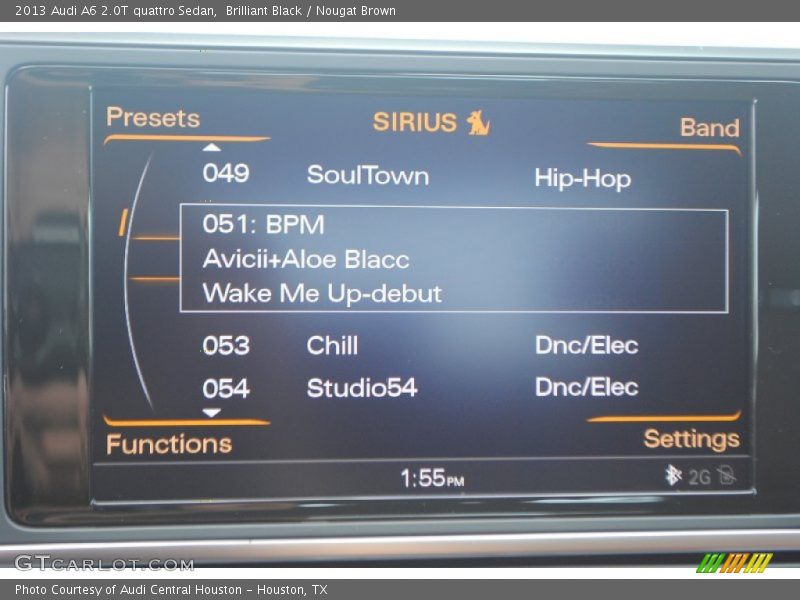 2013 Audi A6 2.0T quattro Sedan,  Brilliant Black / Nougat Brown
Presets
SIRIUS
Band
049 SoulTown Hip-Hop
051: BPM
Avicii+Aloe Blacc
Wake Me Up-debut
053 Chill Dnc/Elec
054 Studio54 Dnc/Elec
Functions
Settings
1:55PM
2G
GTCARLOT.COM
Photo Courtesy of Audi Central Houston - Houston, TX